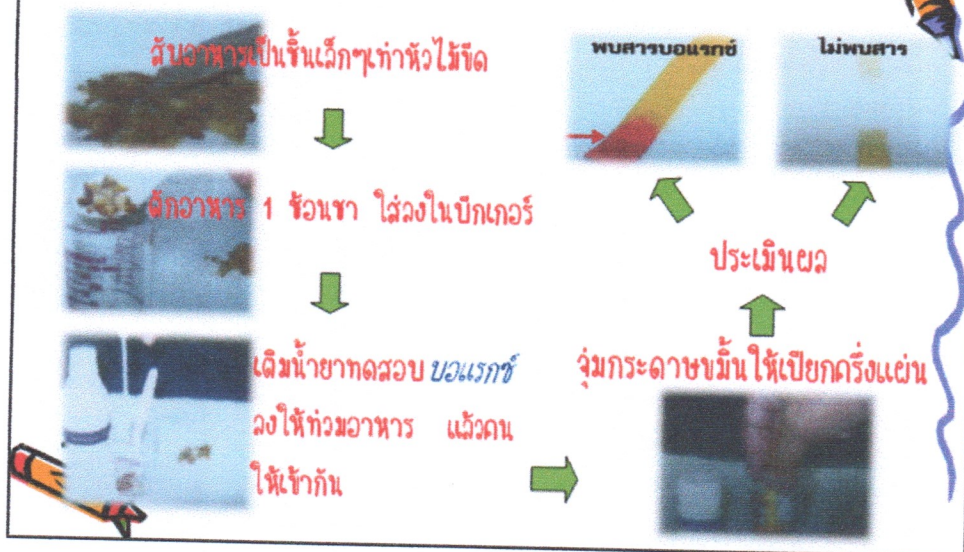 สับอาหารเป็นชิ้นเล็กๆเท่าหัวไม้ขีด
ตักอาหาร 1 ช้อนชา ใส่ลงในบีกเกอร์
เติมน้ำยาทดสอบ บอแรกซ์
ลงให้ท่วมอาหาร แล้วคน
ให้เข้ากัน
จุ่มกระดาษขมิ้นให้เปียกครึ่งแผ่น
ประเมินผล
พบสารบอแรกซ์
ไม่พบสาร